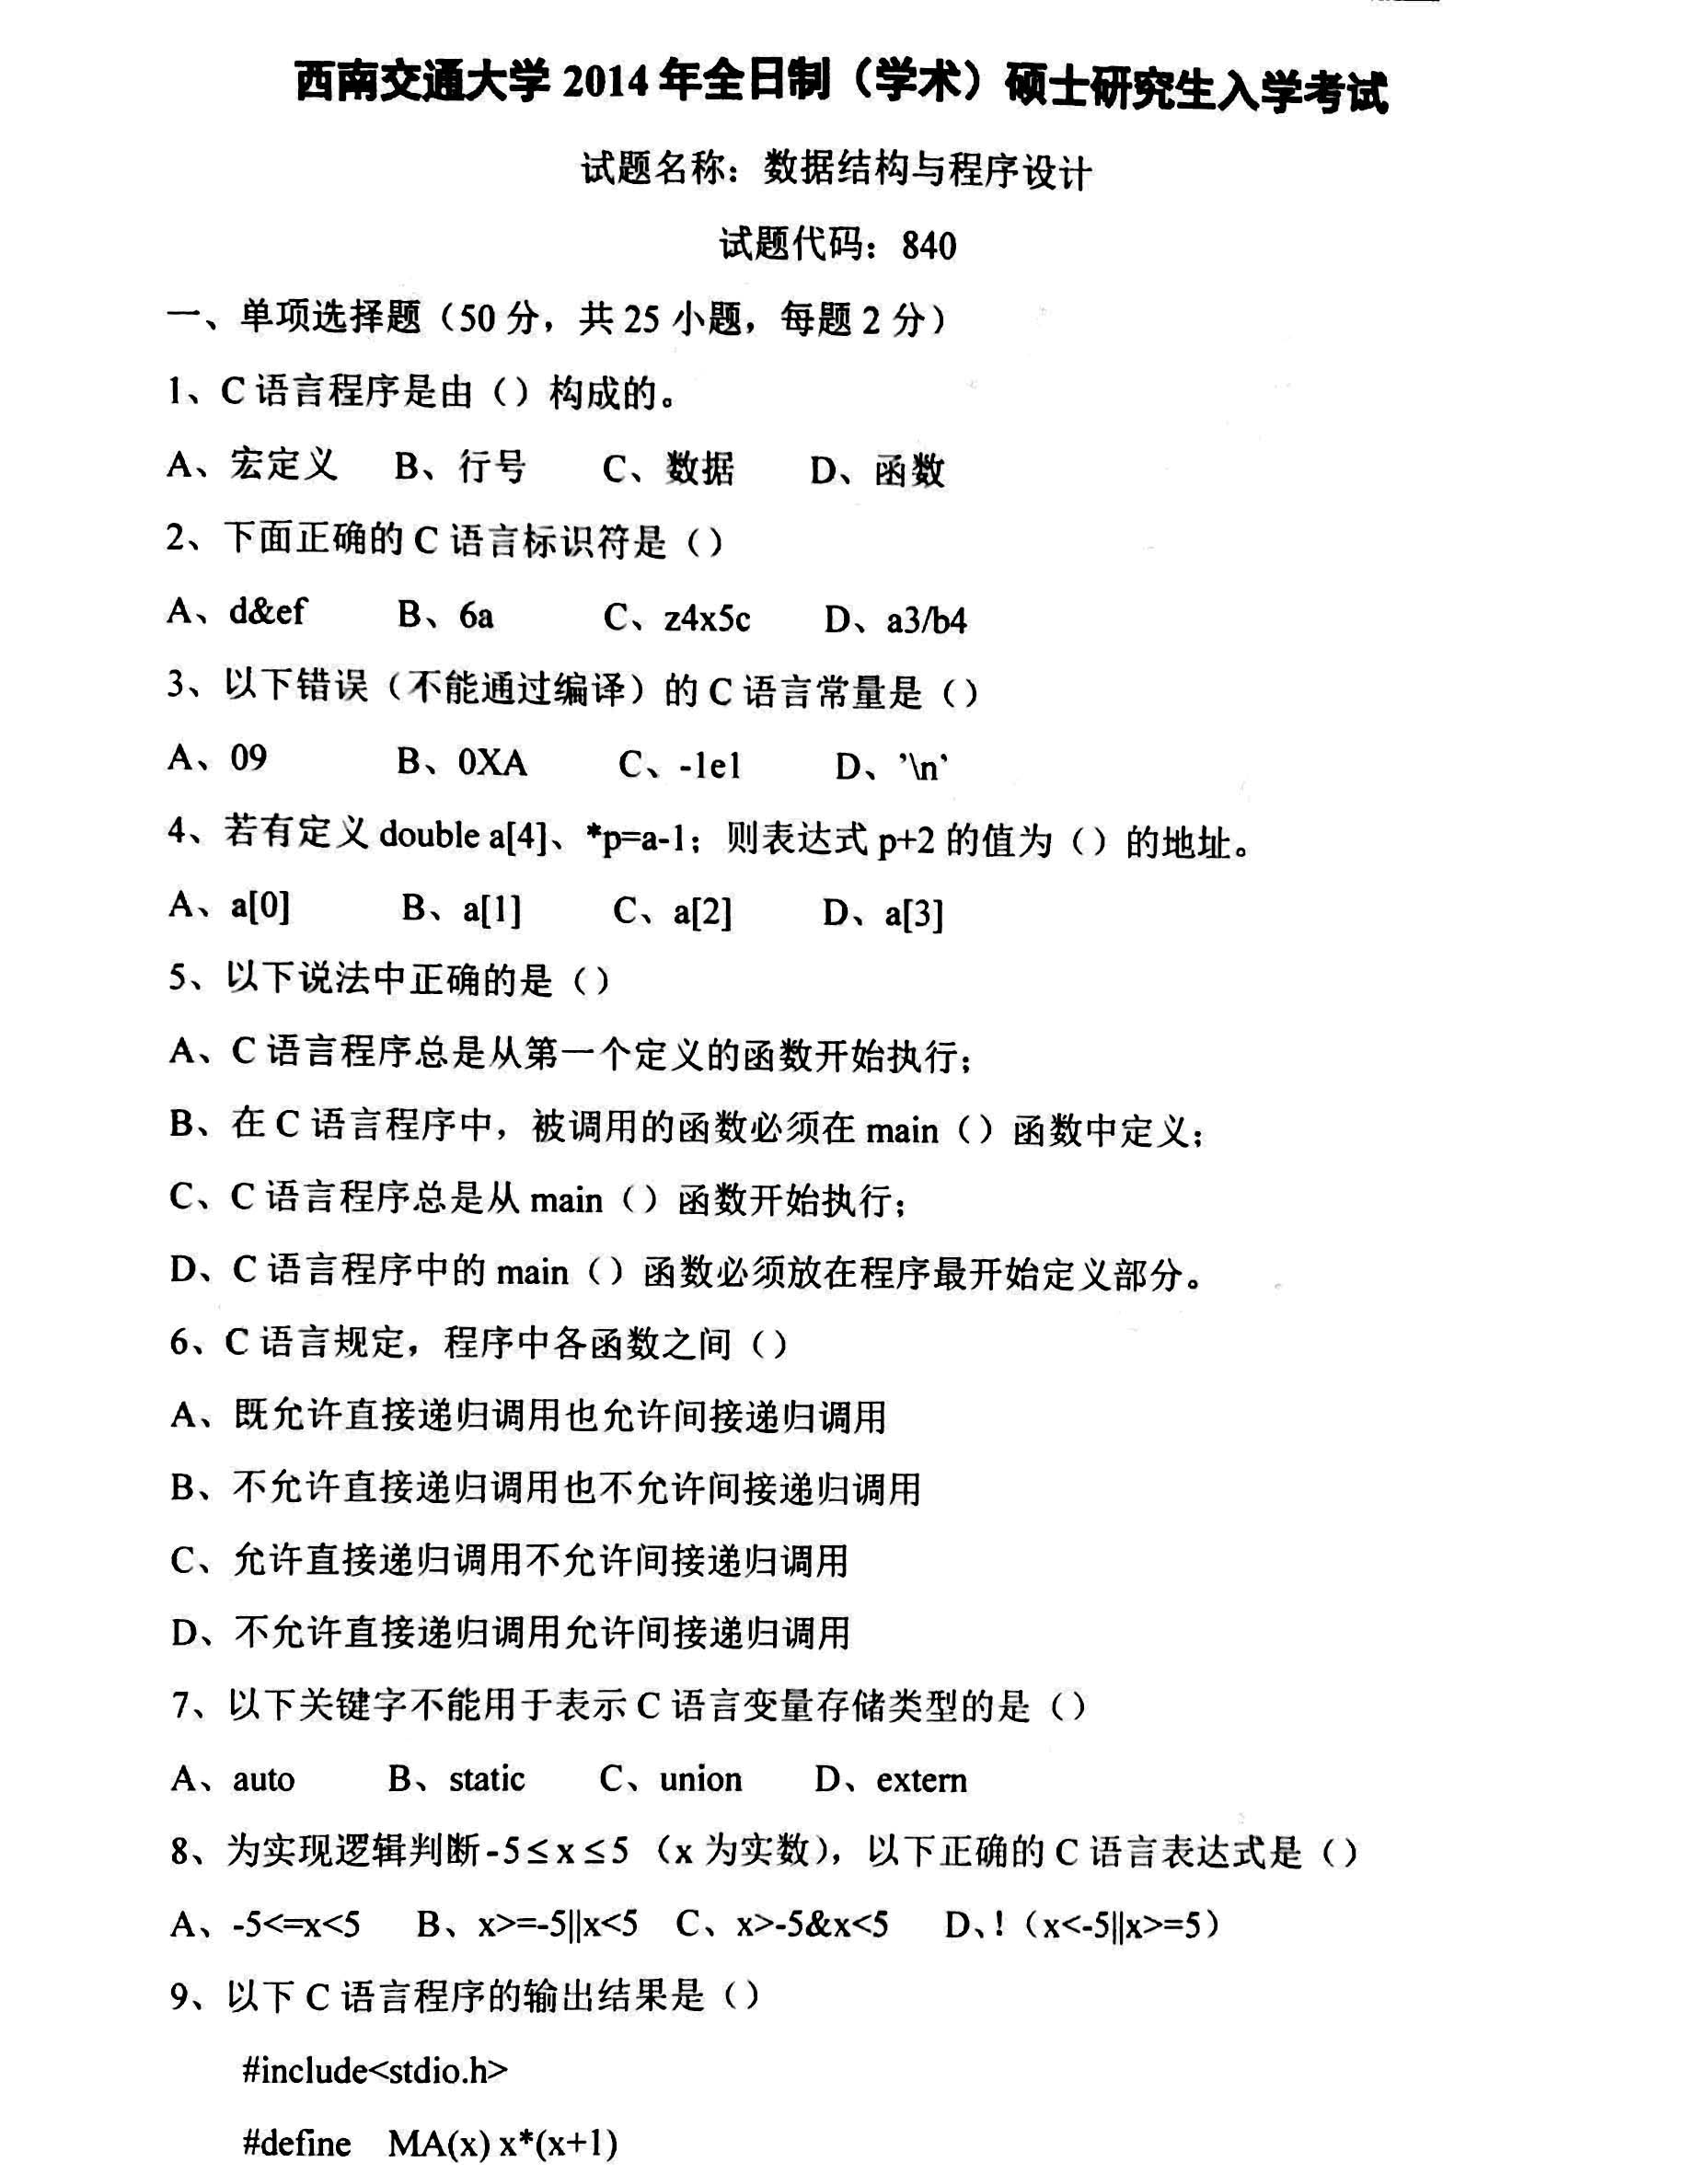 西南交通大学 2014 年全日制（学术）硕士研究生入学考试
试题名称：数据结构与程序设计
试题代码：840
一、单项选择题（50 分，共 25 小题，每题 2 分）
1、C 语言程序是由（）构成的。
A、宏定义 B、行号 C、数据 D、函数
2、下面正确的 C 语言标识符是（）
A、d&ef B、6a C、z4x5c D、a3/b4
3、以下错误（不能通过编译）的 C 语言常量是（）
A、09 B、0XA C、-1e1 D、’\n‘
4、若有定义 double a[4]、*p=a-1；则表达式 p+2 的值为（）的地址。
A、a[0] B、a[1] C、a[2] D、a[3]
5、以下说法中正确的是（）
A、C 语言程序总是从第一个定义的函数开始执行；
B、在 C 语言程序中，被调用的函数必须在 main（）函数中定义；
C、C 语言程序总是从 main（）函数开始执行；
D、C 语言程序中的 main（）函数必须放在程序最开始定义部分。
6、C 语言规定，程序中各函数之间（）
A、既允许直接递归调用也允许间接递归调用
B、不允许直接递归调用也不允许间接递归调用
C、允许直接递归调用不允许间接递归调用
D、不允许直接递归调用允许间接递归调用
7、以下关键字不能用于表示 C 语言变量存储类型的是（）
A、auto B、static C、union D、extern
8、为实现逻辑判断-5≤x≤5（x 为实数），以下正确的 C 语言表达式是（）
A、-5<=x<5 B、x>=-5||x<5 C、x>-5&x<5 D、!（x<-5||x>=5）
9、以下 C 语言程序的输出结果是（）
#include<stdio.h>
#define MA(x) x*(x+1)